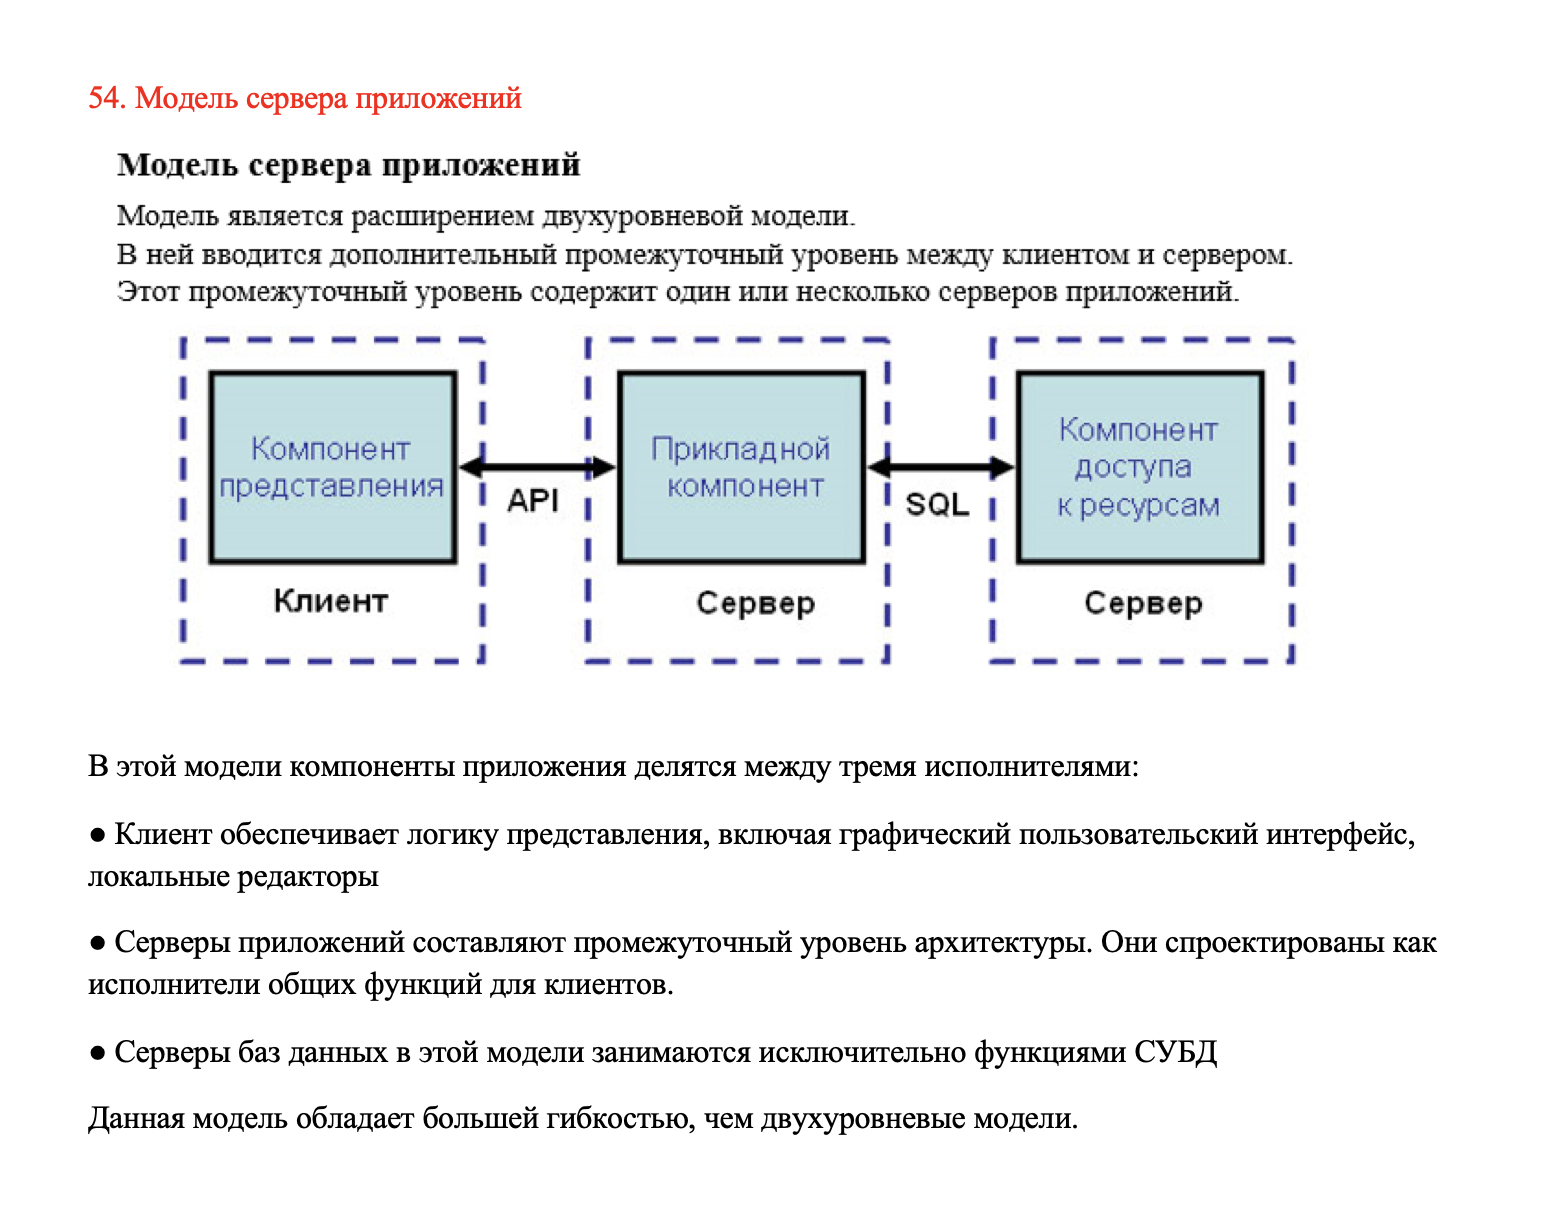 54. Модель сервера приложений
Модель сервера приложений
Модель является расширением двухуровневой модели.
В ней вводится дополнительный промежуточный уровень между клиентом и сервером.
Этот промежуточный уровень содержит один или несколько серверов приложений.
Компонент
представления
Клиент
API
Прикладной
компонент
Сервер
SQL
Компонент
доступа
к ресурсам
Сервер
В этой модели компоненты приложения делятся между тремя исполнителями:
● Клиент обеспечивает логику представления, включая графический пользовательский интерфейс,
локальные редакторы
● Серверы приложений составляют промежуточный уровень архитектуры. Они спроектированы как
исполнители общих функций для клиентов.
● Серверы баз данных в этой модели занимаются исключительно функциями СУБД
Данная модель обладает большей гибкостью, чем двухуровневые модели.